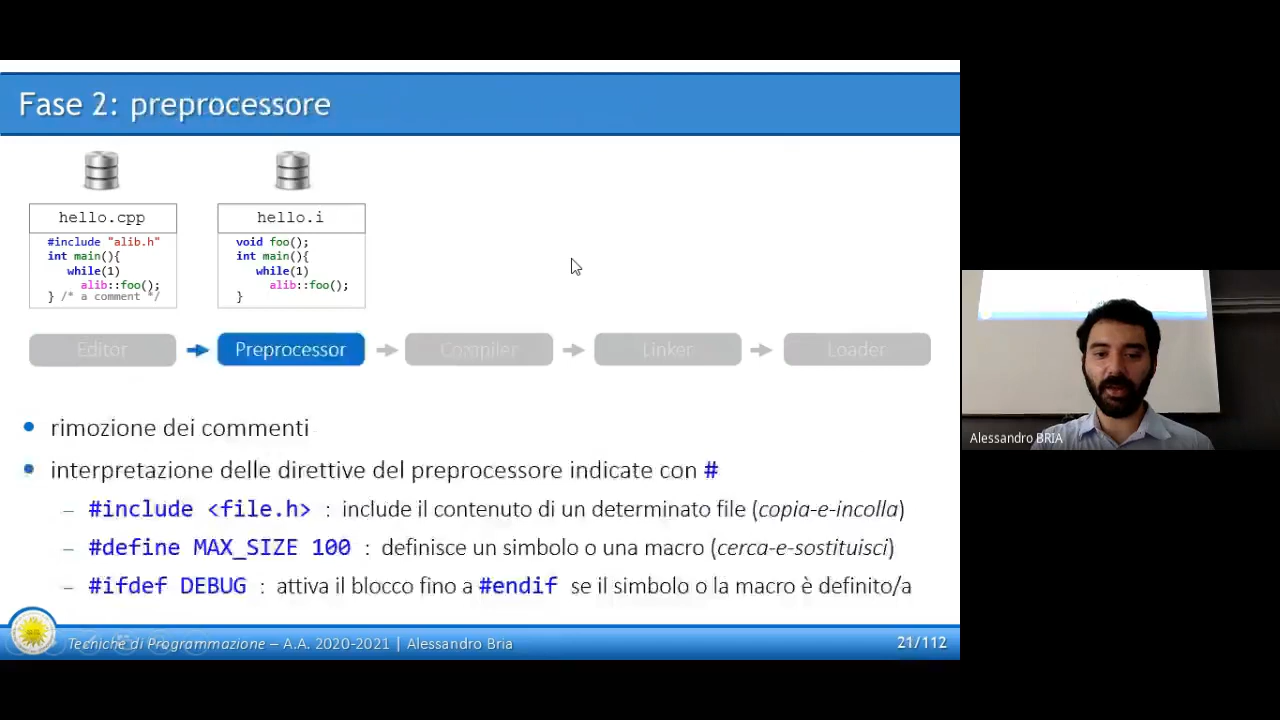 Fase 2: preprocessore
hello.cpp
#include "alib.h"
int main(){
while(1)
alib::foo();
} /* a comment */
hello.i
void foo();
int main(){
while(1)
alib::foo();
}
Editor
Preprocessor
Compiler
Linker
Loader
rimozione dei commenti
interpretazione delle direttive del preprocessore indicate con #
– #include <file.h> : include il contenuto di un determinato file (copia-e-incolla)
– #define MAX_SIZE 100 : definisce un simbolo o una macro (cerca-e-sostituisci)
– #ifdef DEBUG : attiva il blocco fino a #endif se il simbolo o la macro è definito/a
Tecniche di Programmazione – A.A. 2020-2021 | Alessandro Bria
21/112
Alessandro BRIA